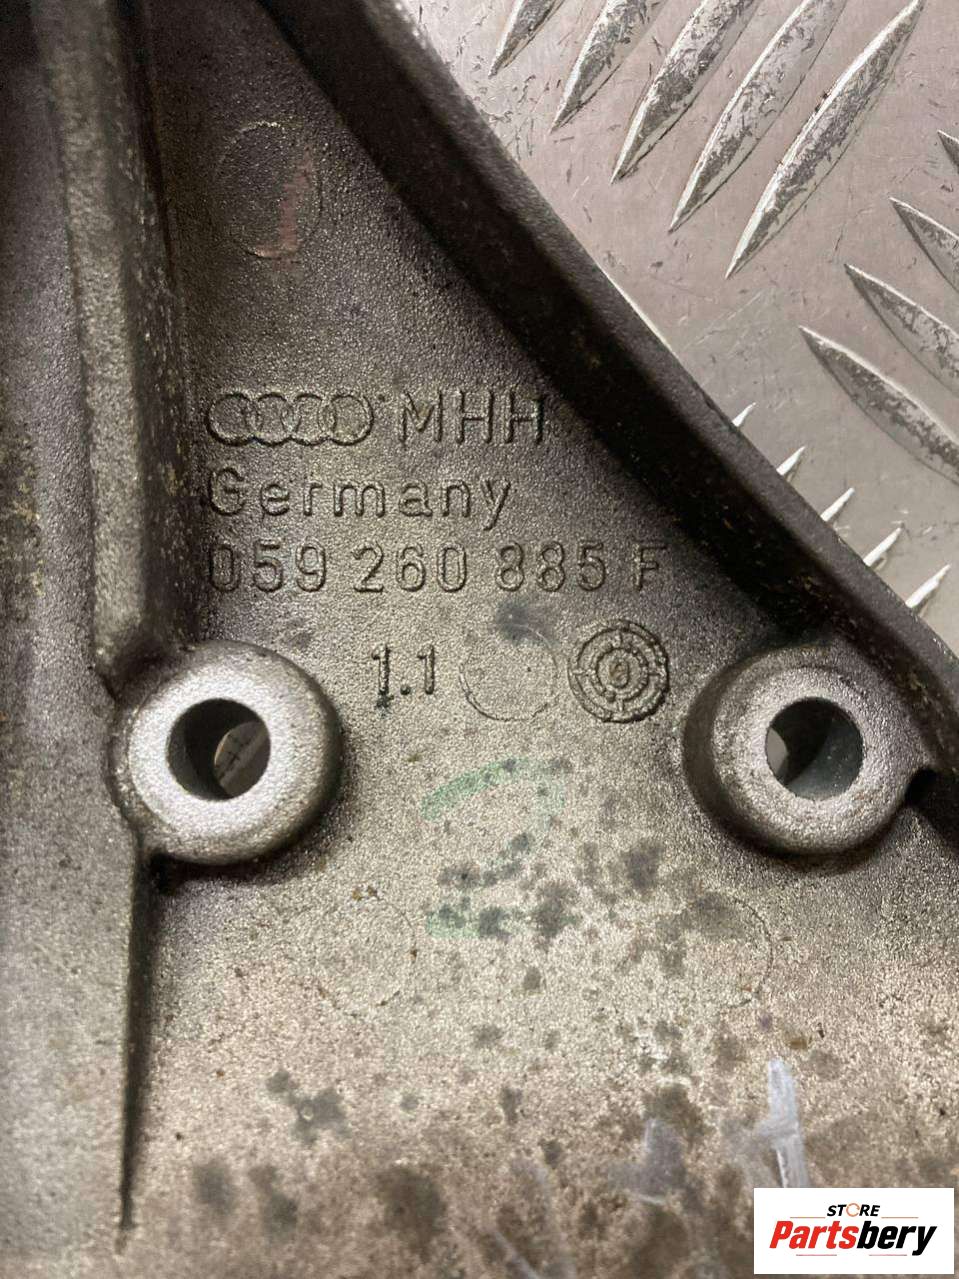 MHH
Germany
059 260 885 F
1.1
STORE
Partsbery